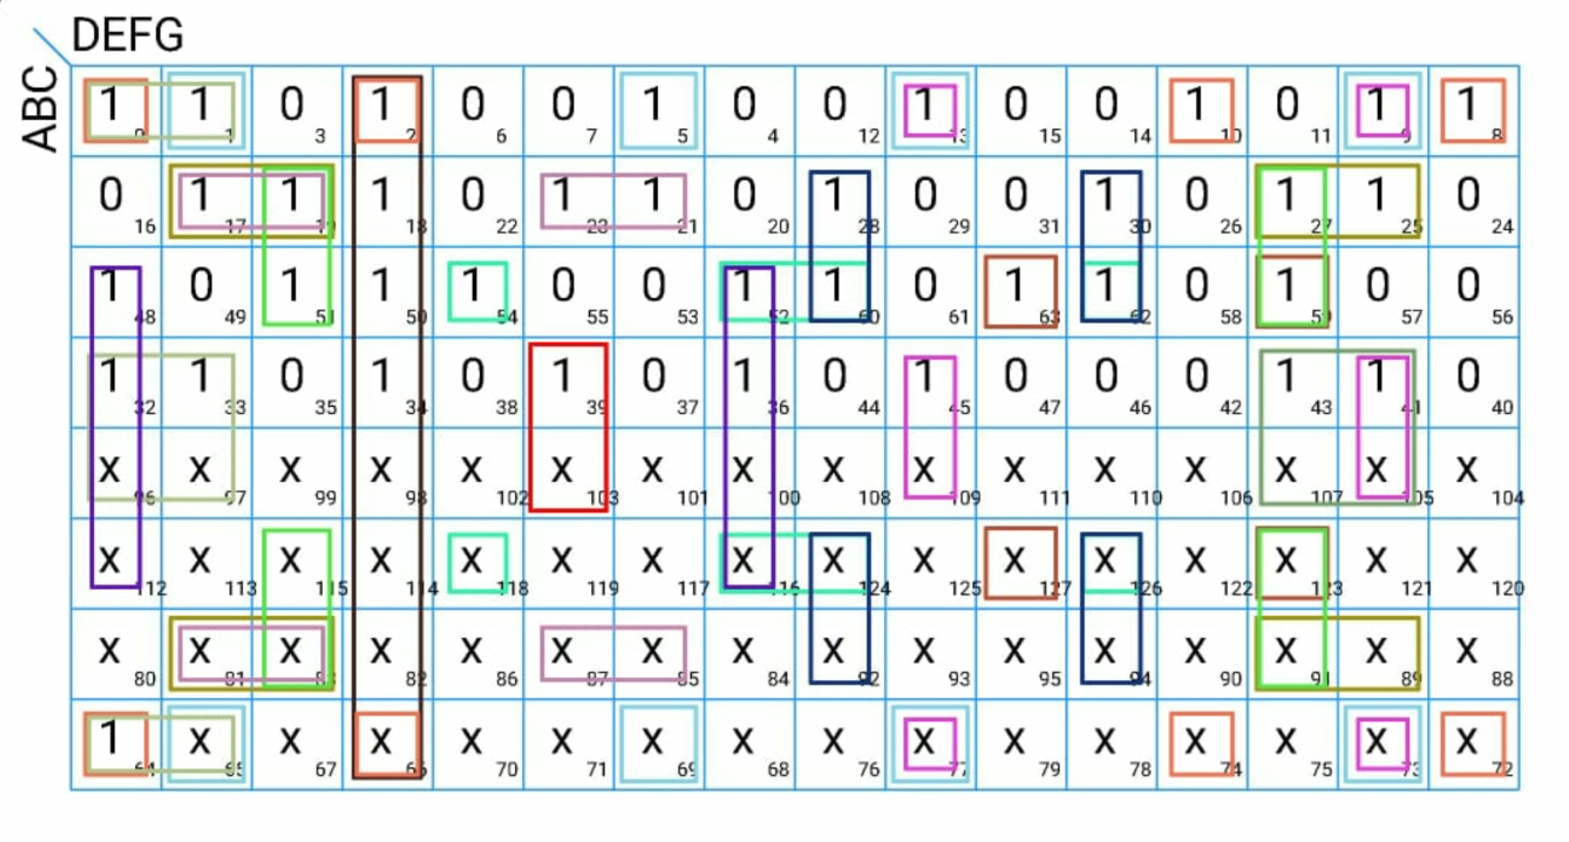 DEFG
ABC
1 0 1 1 0 3 1 2 0 6 0 7 1 5 0 4 0 12 1 13 0 15 0 14 1 10 0 11 1 9 1 8
0 16 1 17 1 19 1 18 0 22 1 23 1 21 0 20 1 28 0 29 0 31 1 30 0 26 1 27 1 25 0 24
1 48 0 49 1 51 1 50 1 54 0 55 0 53 1 52 1 60 0 61 1 63 1 62 0 58 1 59 0 57 0 56
1 32 1 33 0 35 1 34 0 38 1 39 0 37 1 36 0 44 1 45 0 47 0 46 0 42 1 43 1 41 0 40
X 96 X 97 X 99 X 98 X 102 X 103 X 101 X 100 X 108 X 109 X 111 X 110 X 106 X 107 X 105 X 104
X 112 X 113 X 115 X 114 X 118 X 119 X 117 X 116 X 124 X 125 X 127 X 126 X 122 X 123 X 121 X 120
X 80 X 81 X 83 X 82 X 86 X 87 X 85 X 84 X 92 X 93 X 95 X 94 X 90 X 91 X 89 X 88
1 64 X 65 X 67 X 66 X 70 X 71 X 69 X 68 X 76 X 77 X 79 X 78 X 74 X 75 X 73 X 72